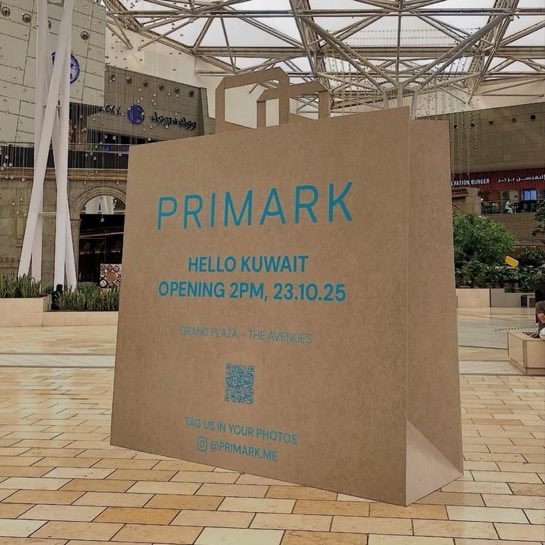 PRIMARK
HELLO KUWAIT
OPENING 2PM, 23.10.25
GRAND PLAZA - THE AVENUES
TAG US IN YOUR PHOTOS
@PRIMARK.ME
BURGER